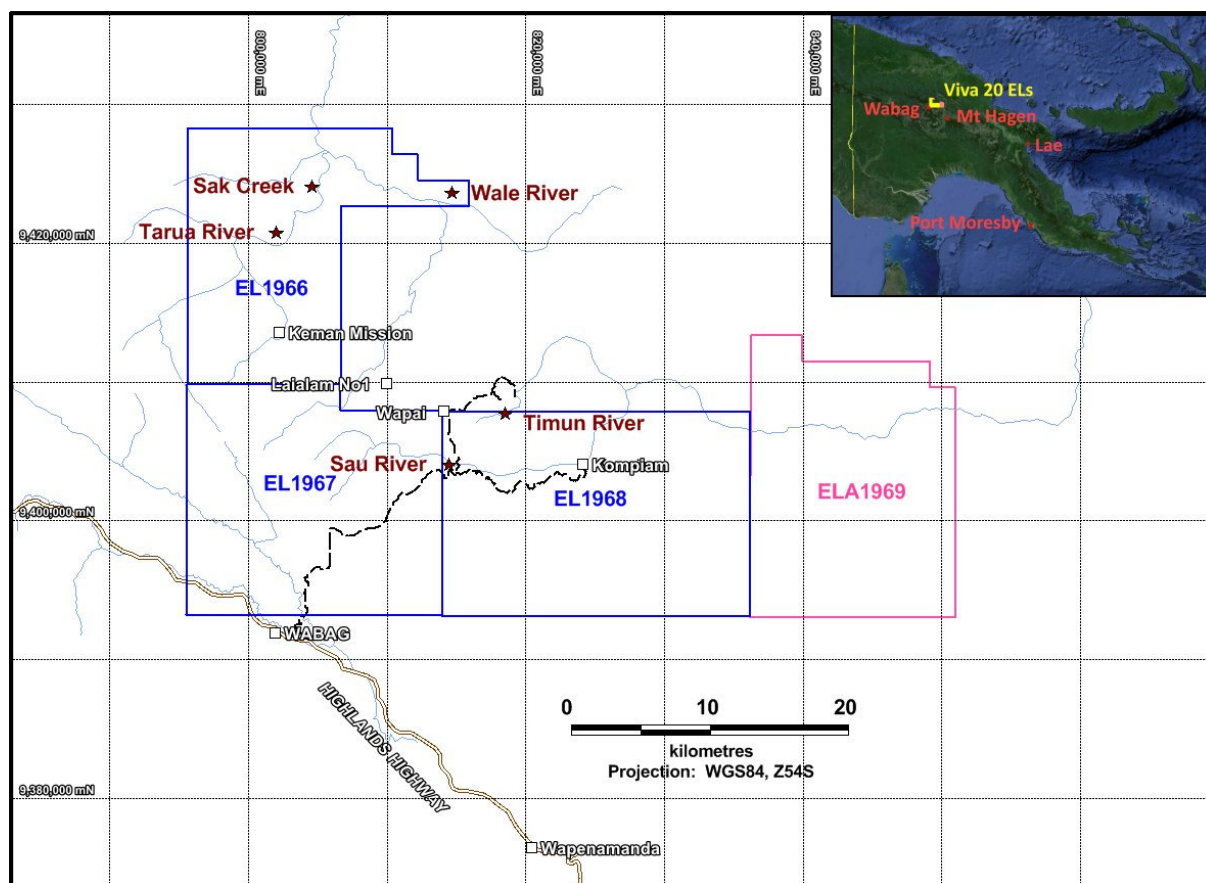 800,000 mE
820,000 mE
840,000 mE
Viva 20 ELs
Wabag
Mt Hagen
Lae
Port Moresby
Sak Creek
Wale River
Tarua River
9,420,000 mN
EL1966
Keman Mission
Laialam No1
Wapai
Timun River
Sau River
Kompiam
EL1967
EL1968
ELA1969
9,400,000 mN
WABAG
HIGHLANDS HIGHWAY
0 10 20
kilometres
Projection: WGS84, Z54S
9,380,000 mN
Wapenamanda